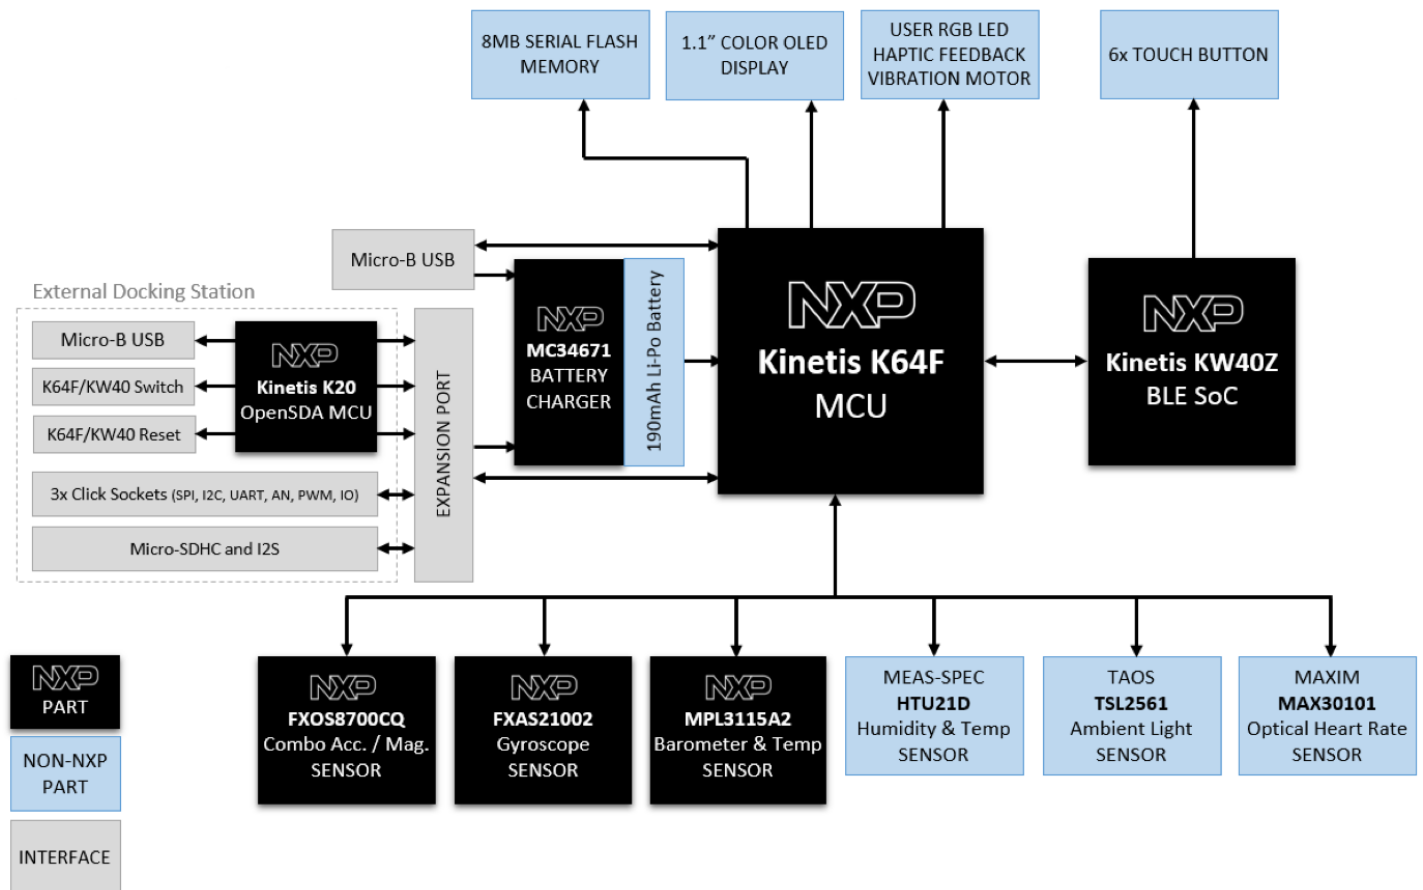 8MB SERIAL FLASH
MEMORY
1.1” COLOR OLED
DISPLAY
USER RGB LED
HAPTIC FEEDBACK
VIBRATION MOTOR
6x TOUCH BUTTON
Micro-B USB
External Docking Station
Micro-B USB
K64F/KW40 Switch
K64F/KW40 Reset
NXP
Kinetis K20
OpenSDA MCU
3x Click Sockets (SPI, I2C, UART, AN, PWM, IO)
Micro-SDHC and I2S
EXPANSION PORT
NXP
MC34671
BATTERY
CHARGER
190mAh Li-Po Battery
NXP
Kinetis K64F
MCU
NXP
Kinetis KW40Z
BLE SoC
NXP
FXOS8700CQ
Combo Acc. / Mag.
SENSOR
NXP
FXAS21002
Gyroscope
SENSOR
NXP
MPL3115A2
Barometer & Temp
SENSOR
MEAS-SPEC
HTU21D
Humidity & Temp
SENSOR
TAOS
TSL2561
Ambient Light
SENSOR
MAXIM
MAX30101
Optical Heart Rate
SENSOR
NXP
PART
NON-NXP
PART
INTERFACE